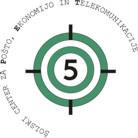 ŠOLSKI CENTER ZA POŠTO, EKONOMIJO IN TELEKOMUNIKACIJE
5